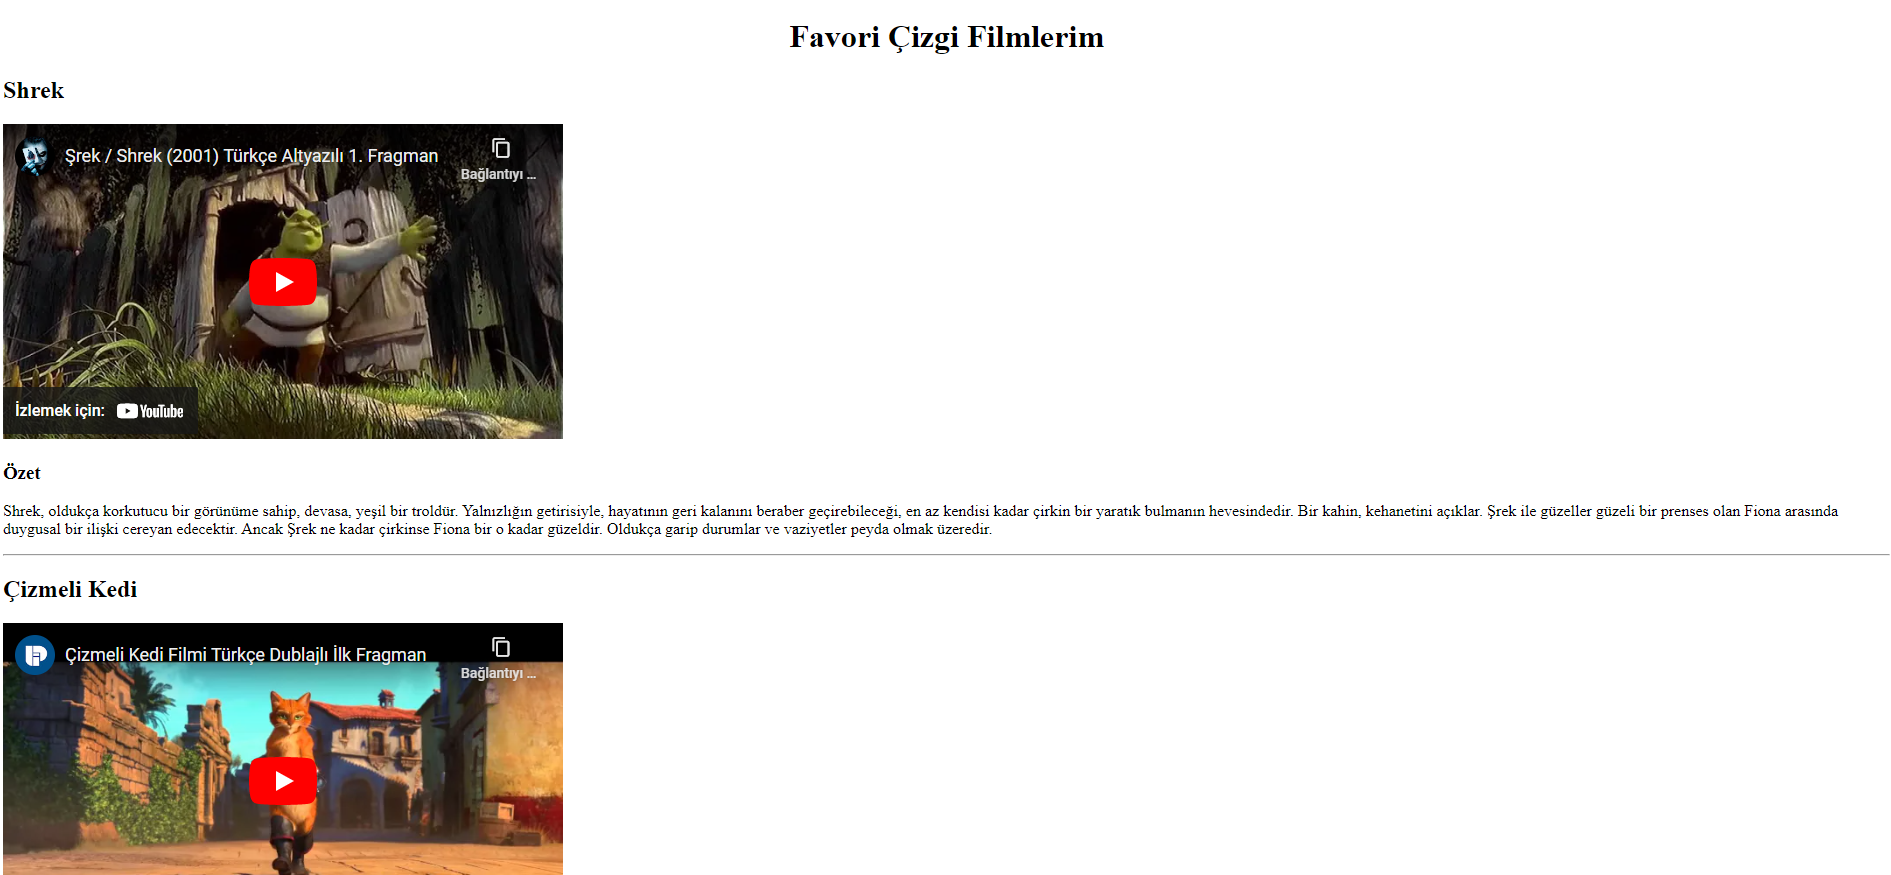 Favori Çizgi Filmlerim
Shrek
Şrek / Shrek (2001) Türkçe Altyazılı 1. Fragman
Bağlantıyı ...
İzlemek için: YouTube
Özet
Shrek, oldukça korkutucu bir görünüme sahip, devasa, yeşil bir troldür. Yalnızlığın getirisiyle, hayatının geri kalanını beraber geçirebileceği, en az kendisi kadar çirkin bir yaratık bulmanın hevesindedir. Bir kahin, kehanetini açıklar. Şrek ile güzeller güzeli bir prenses olan Fiona arasında
duygusal bir ilişki cereyan edecektir. Ancak Şrek ne kadar çirkinse Fiona bir o kadar güzeldir. Oldukça garip durumlar ve vaziyetler peyda olmak üzeredir.
Çizmeli Kedi
Çizmeli Kedi Filmi Türkçe Dublajlı İlk Fragman
Bağlantıyı ...